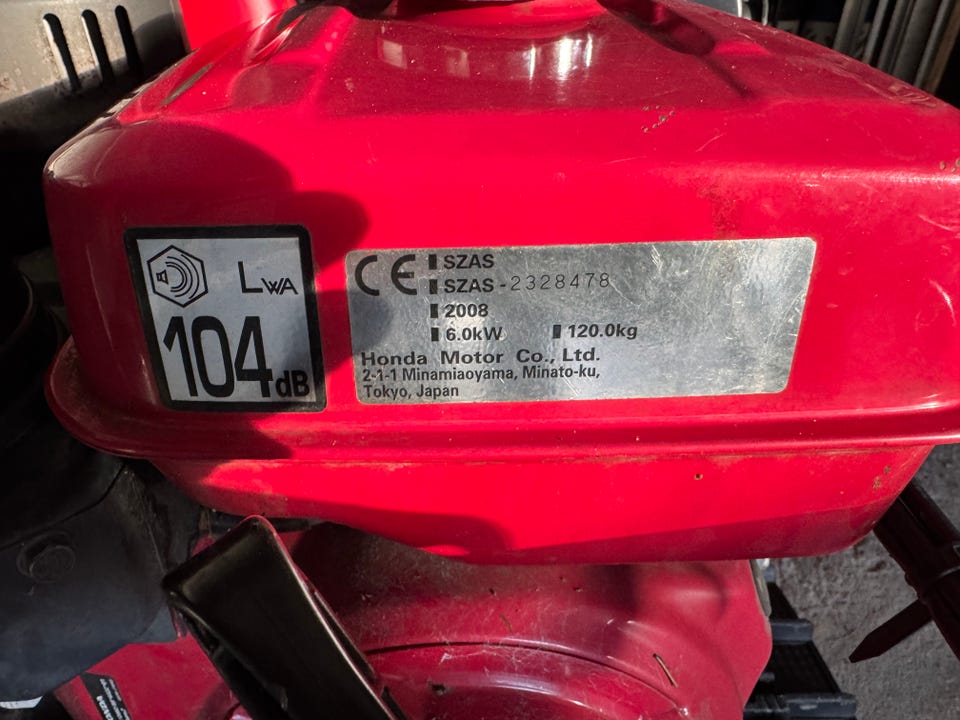 LWA
104dB
CE SZAS
SZAS-2328478
2008
6.0kW 120.0kg
Honda Motor Co., Ltd.
2-1-1 Minamiaoyama, Minato-ku,
Tokyo, Japan